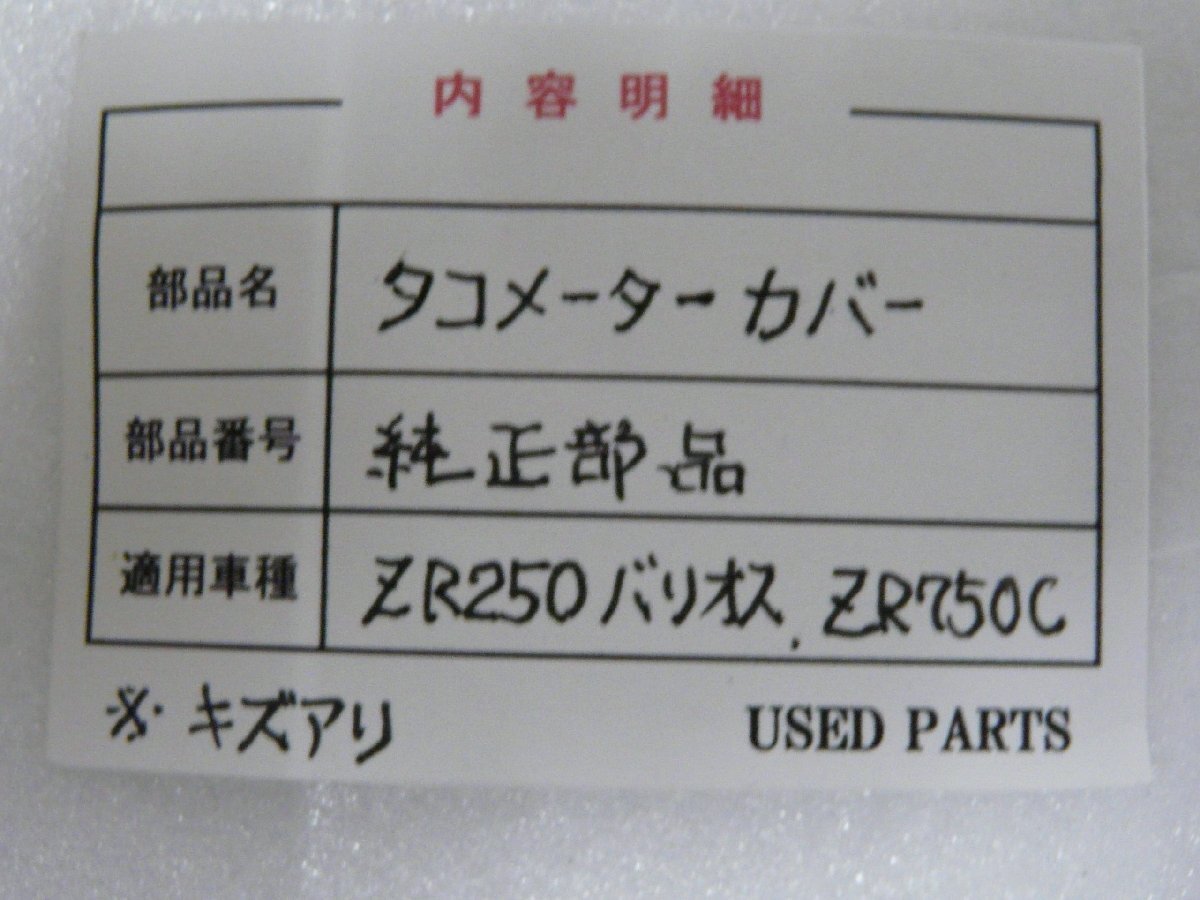 内容明細
部品名 タコメーターカバー
部品番号 純正部品
適用車種 ZR250バリオス、ZR750C
※キズアリ USED PARTS